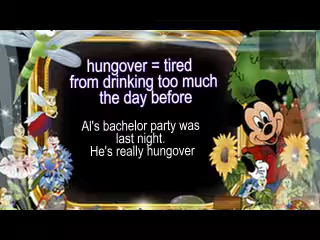 hungover = tired
from drinking too much
the day before
Al's bachelor party was
last night.
He's really hungover